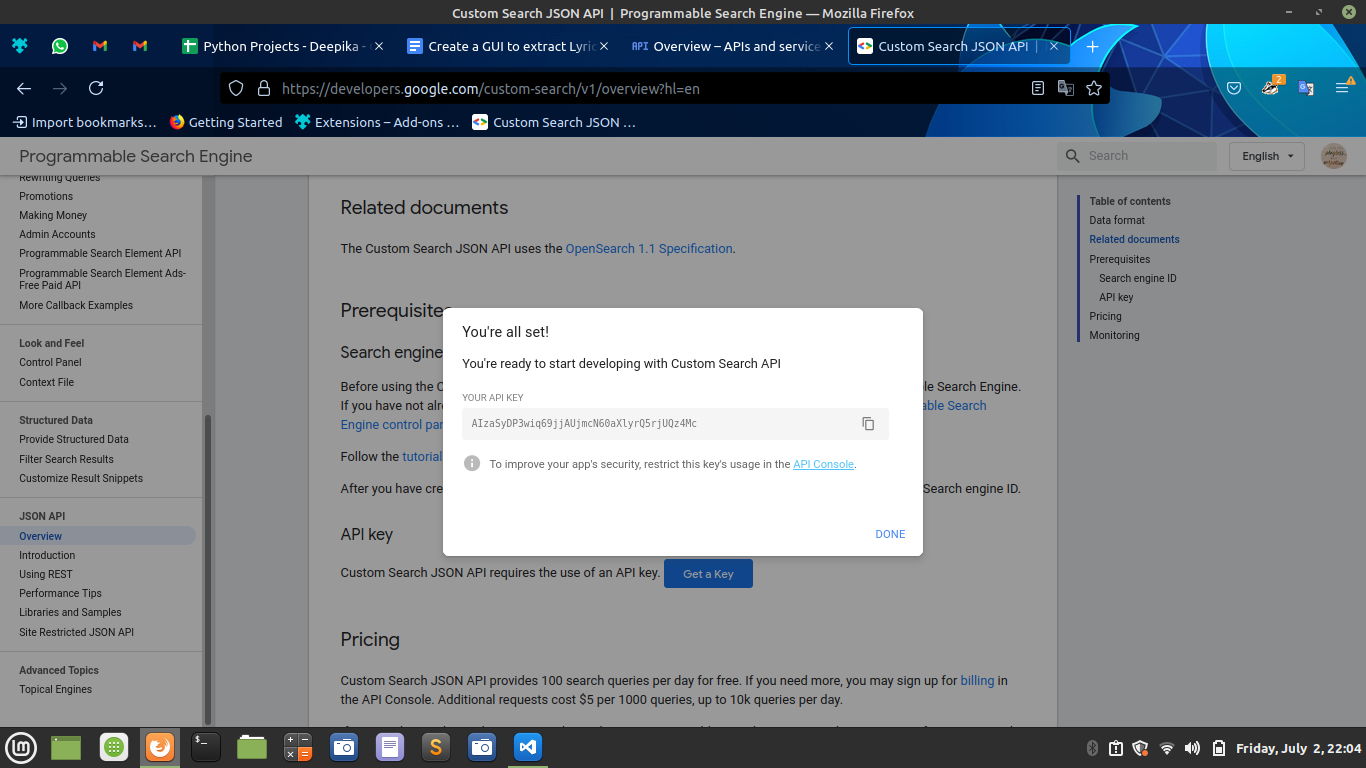 Custom Search JSON API | Programmable Search Engine — Mozilla Firefox
Python Projects - Deepika -
Create a GUI to extract Lyric
API Overview – APIs and service
Custom Search JSON API |
https://developers.google.com/custom-search/v1/overview?hl=en
2
Import bookmarks...
Getting Started
Extensions – Add-ons ...
Custom Search JSON ...
Programmable Search Engine
Search
English
Rewriting Queries
Promotions
Making Money
Admin Accounts
Programmable Search Element API
Programmable Search Element Ads-
Free Paid API
More Callback Examples
Look and Feel
Control Panel
Context File
Structured Data
Provide Structured Data
Filter Search Results
Customize Result Snippets
JSON API
Overview
Introduction
Using REST
Performance Tips
Libraries and Samples
Site Restricted JSON API
Advanced Topics
Topical Engines
Related documents
The Custom Search JSON API uses the OpenSearch 1.1 Specification.
Prerequisites
Search engine
Before using the C
le Search Engine.
If you have not alr
able Search
Engine control par
Follow the tutorial
After you have cre
Search engine ID.
API key
Custom Search JSON API requires the use of an API key. Get a Key
Pricing
Custom Search JSON API provides 100 search queries per day for free. If you need more, you may sign up for billing in
the API Console. Additional requests cost $5 per 1000 queries, up to 10k queries per day.
You're all set!
You're ready to start developing with Custom Search API
YOUR API KEY
To improve your app's security, restrict this key's usage in the API Console.
DONE
Table of contents
Data format
Related documents
Prerequisites
Search engine ID
API key
Pricing
Monitoring
Friday, July 2, 22:04